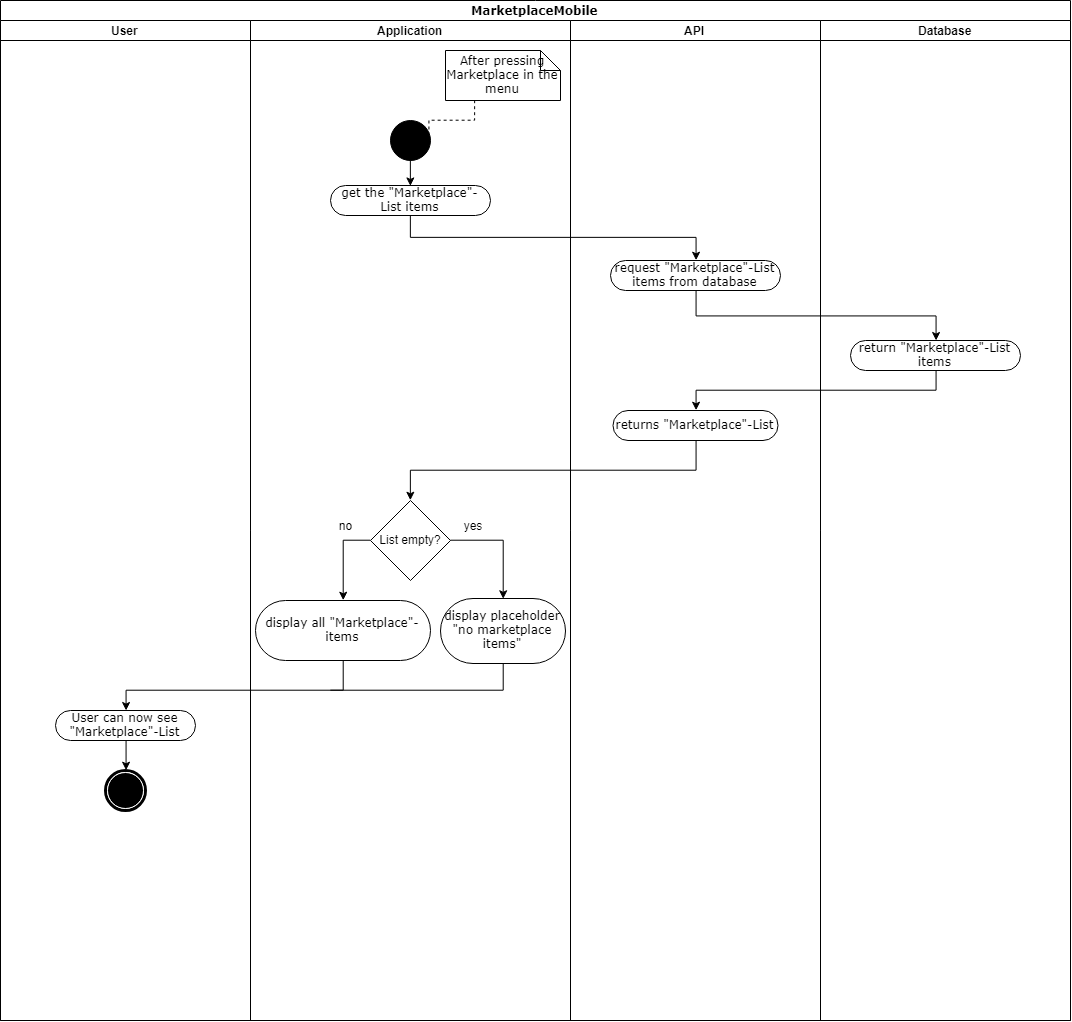 MarketplaceMobile
User
Application
API
Database
After pressing
Marketplace in the
menu
get the "Marketplace"-
List items
request "Marketplace"-List
items from database
return "Marketplace"-List
items
returns "Marketplace"-List
List empty?
no
yes
display all "Marketplace"-
items
display placeholder
"no marketplace
items"
User can now see
"Marketplace"-List